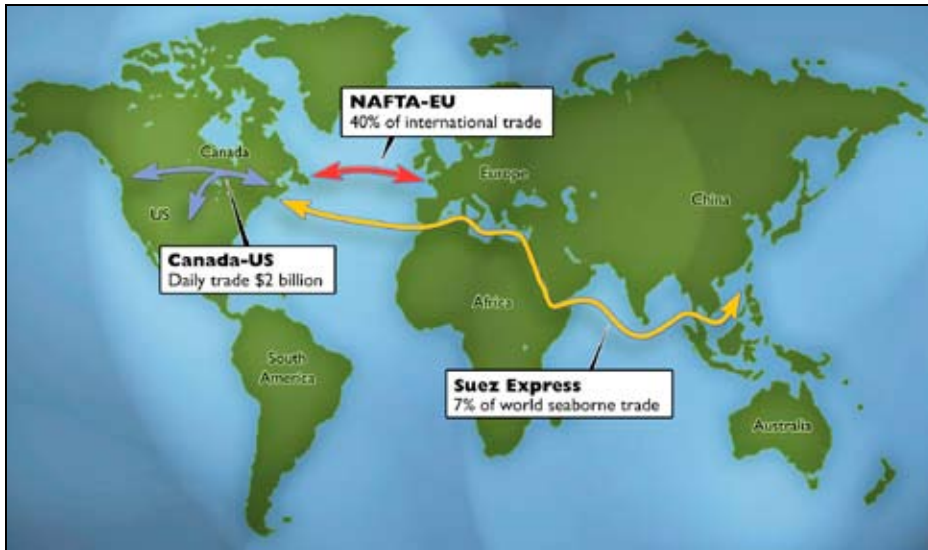 NAFTA-EU
40% of international trade
Canada
Europe
China
US
Canada-US
Daily trade $2 billion
Africa
South
America
Suez Express
7% of world seaborne trade
Australia